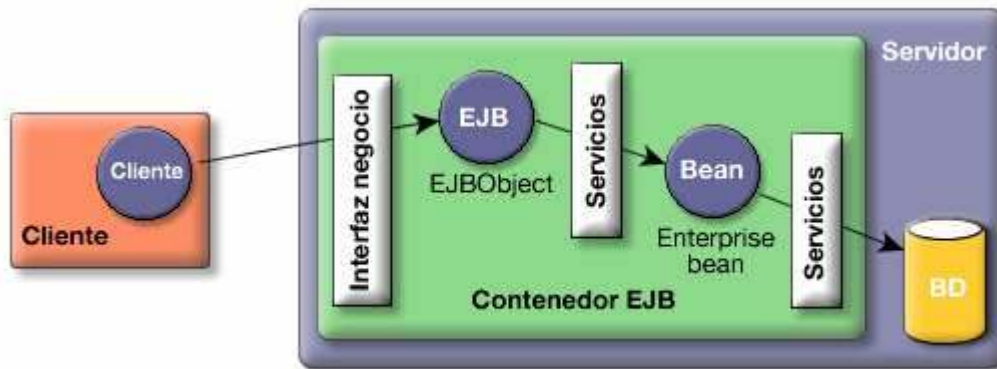 Servidor
Interfaz negocio
EJB
EJBObject
Servicios
Bean
Enterprise
bean
Servicios
Contenedor EJB
Cliente
Cliente
BD